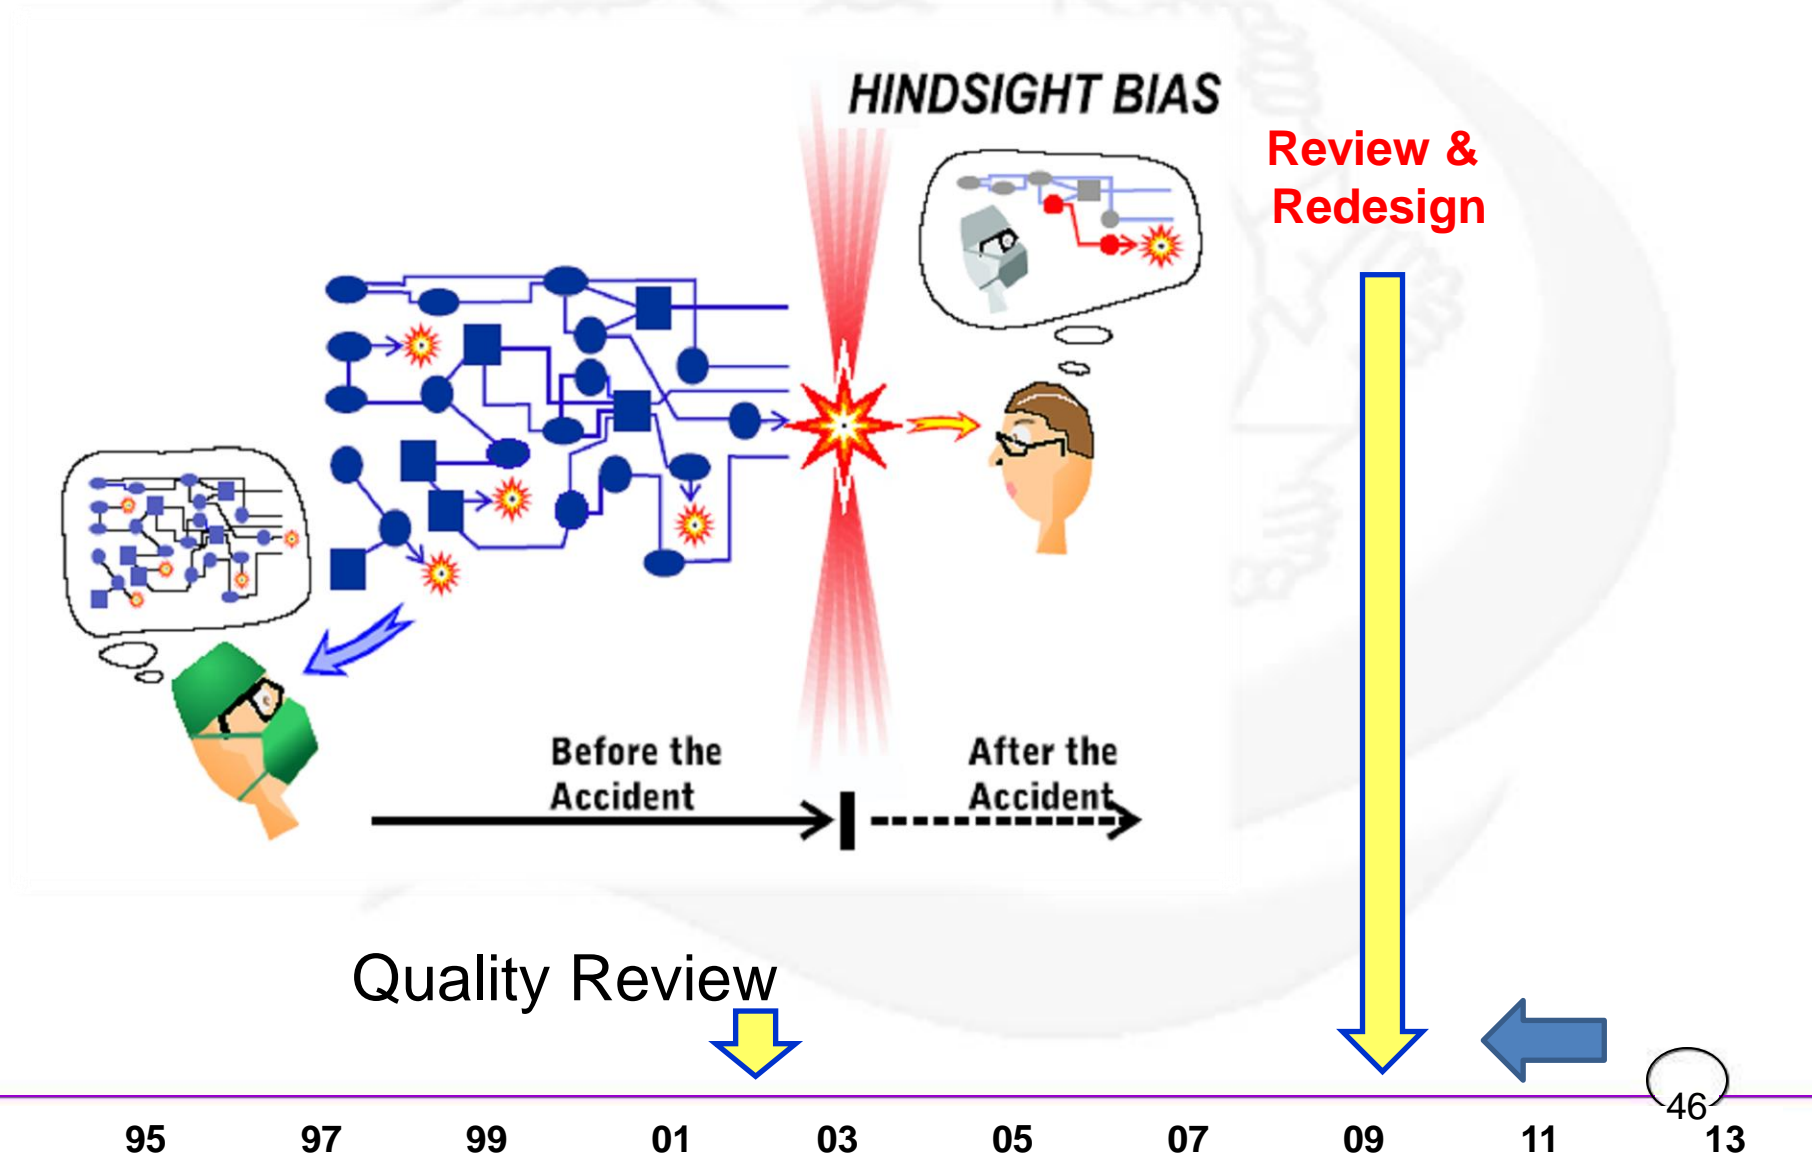 HINDSIGHT BIAS
Review &
Redesign
Before the
Accident
After the
Accident
Quality Review
46
95 97 99 01 03 05 07 09 11 13